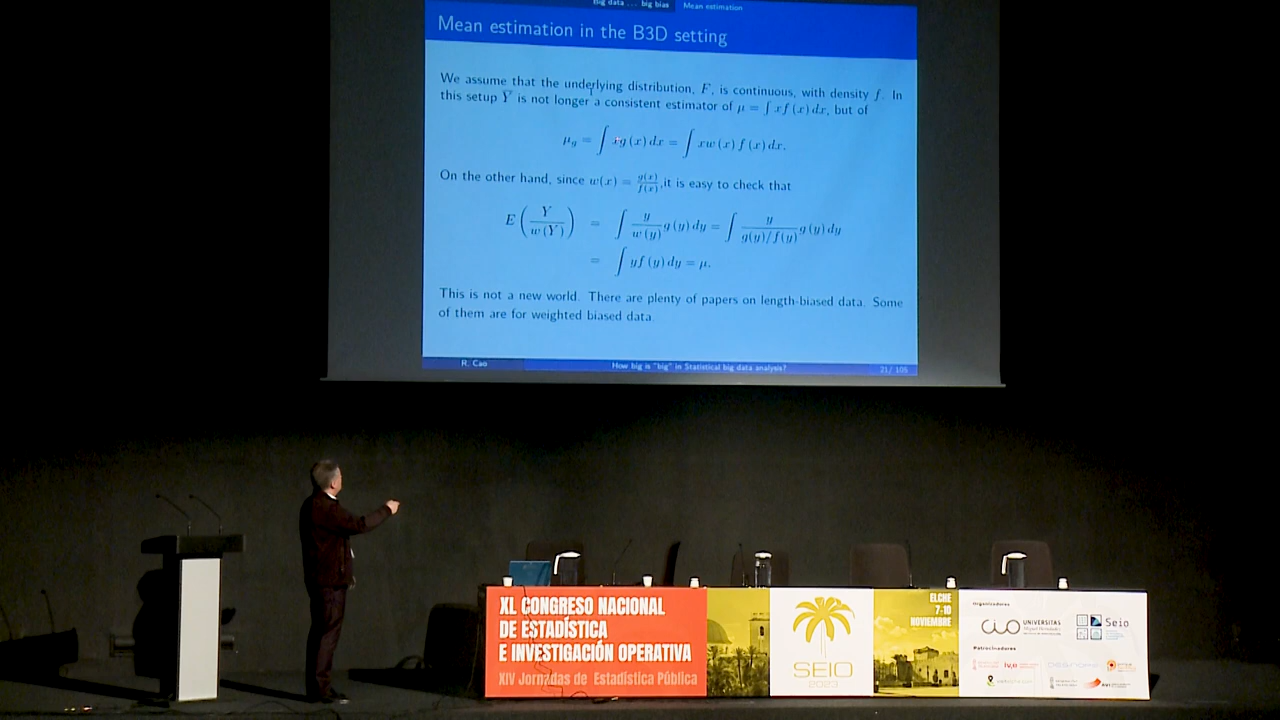 Big data ... big bias Mean estimation
Mean estimation in the B3D setting
We assume that the underlying distribution, F, is continuous, with density f. In
this setup Y̅ is not longer a consistent estimator of μ = ∫ xf (x) dx, but of
μg = ∫ xg (x) dx = ∫ xw (x) f (x) dx.
On the other hand, since w(x) = g(x)/f(x),it is easy to check that
E (Y/w (Y)) = ∫ y/w (y) g (y) dy = ∫ y/g(y)/f(y) g (y) dy
= ∫ yf (y) dy = μ.
This is not a new world. There are plenty of papers on length-biased data. Some
of them are for weighted biased data.
R. Cao How big is "big" in Statistical big data analysis? 21/ 105
XL CONGRESO NACIONAL
DE ESTADÍSTICA
E INVESTIGACIÓN OPERATIVA
XIV Jornadas de Estadística Pública
SEIO
2023
ELCHE
7-10
NOVIEMBRE
Organizadores
CIO UNIVERSITAS
Miguel Hernández
Seio
Patrocinadores